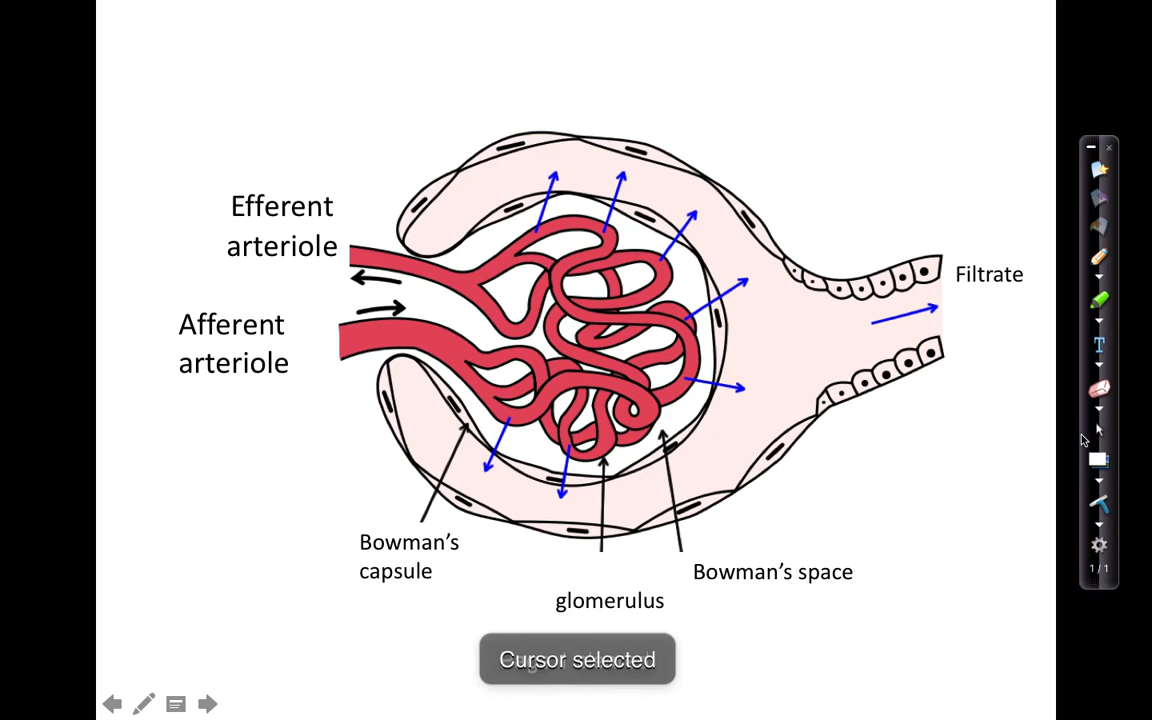 Efferent
arteriole
Filtrate
Afferent
arteriole
Bowman’s
capsule
Bowman’s space
glomerulus
Cursor selected
T
1/1